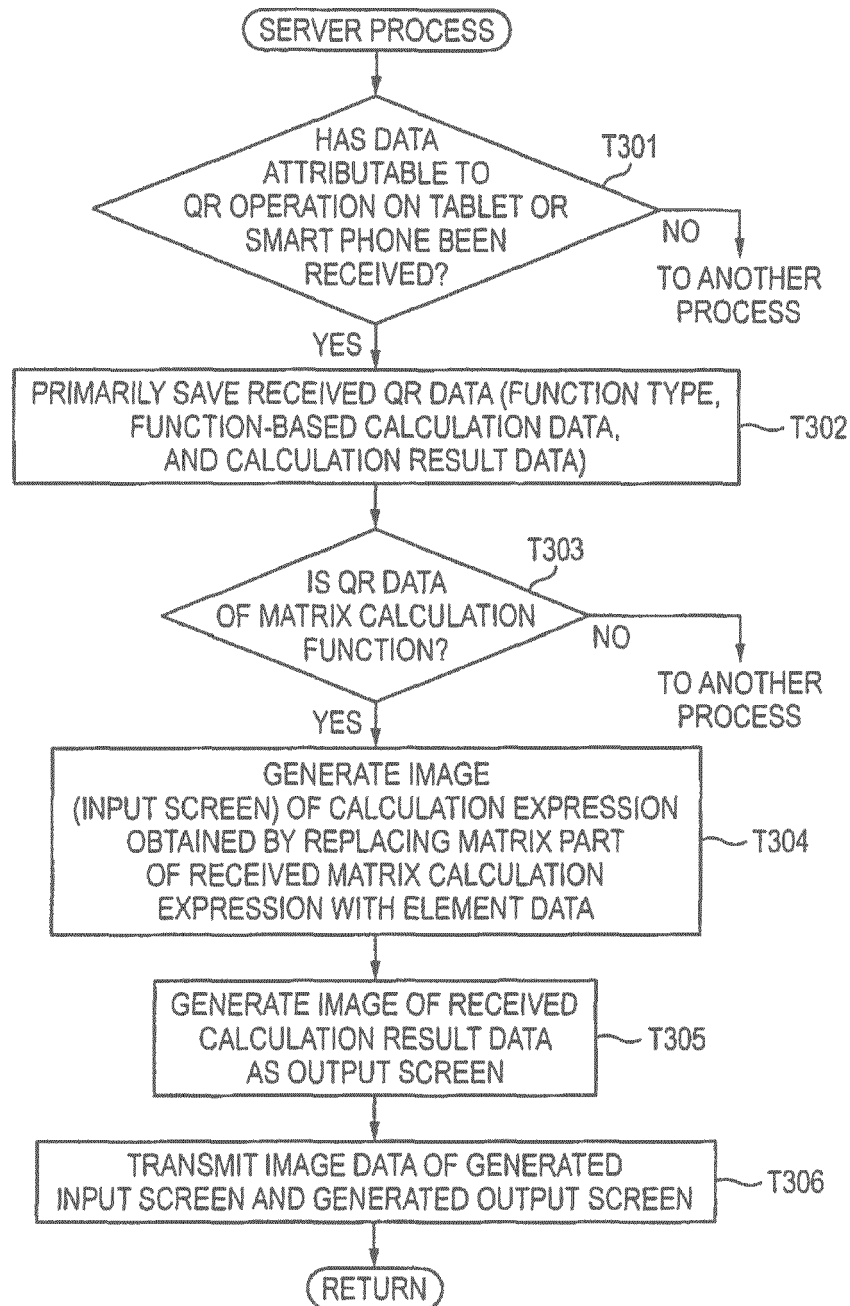 SERVER PROCESS
HAS DATA
ATTRIBUTABLE TO
QR OPERATION ON TABLET OR
SMART PHONE BEEN
RECEIVED?
T301
NO
TO ANOTHER
PROCESS
YES
PRIMARILY SAVE RECEIVED QR DATA (FUNCTION TYPE,
FUNCTION-BASED CALCULATION DATA,
AND CALCULATION RESULT DATA)
T302
T303
IS QR DATA
OF MATRIX CALCULATION
FUNCTION?
NO
TO ANOTHER
PROCESS
YES
GENERATE IMAGE
(INPUT SCREEN) OF CALCULATION EXPRESSION
OBTAINED BY REPLACING MATRIX PART
OF RECEIVED MATRIX CALCULATION
EXPRESSION WITH ELEMENT DATA
T304
GENERATE IMAGE OF RECEIVED
CALCULATION RESULT DATA
AS OUTPUT SCREEN
T305
TRANSMIT IMAGE DATA OF GENERATED
INPUT SCREEN AND GENERATED OUTPUT SCREEN
T306
RETURN